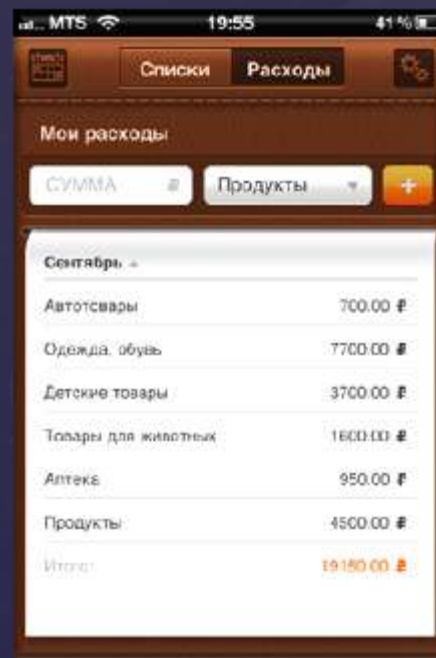 MTS 19:55 41 %
Списки Расходы
Мои расходы
СУММА ₽ Продукты +
Сентябрь
Автотовары 700.00 ₽
Одежда, обувь 7700.00 ₽
Детские товары 3700.00 ₽
Товары для животных 1600.00 ₽
Аптека 950.00 ₽
Продукты 4500.00 ₽
Итого: 19150.00 ₽